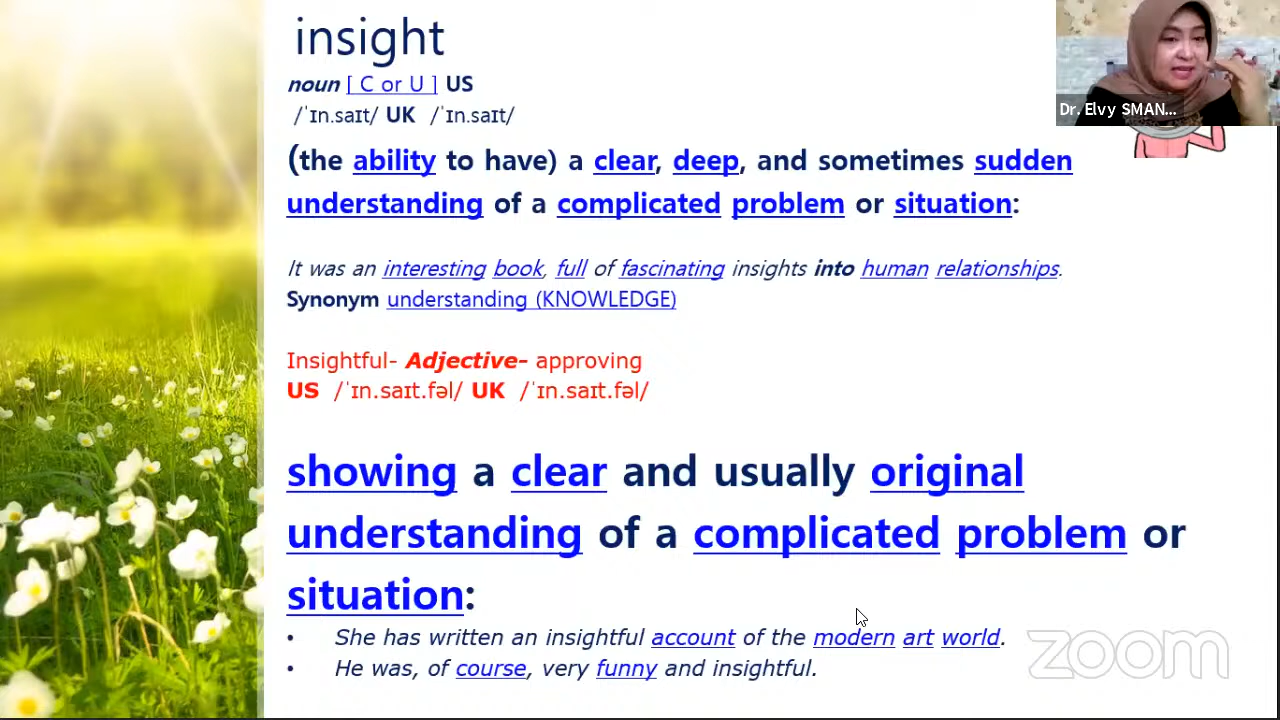 insight
noun [ C or U ] US
/ˈɪn.saɪt/ UK /ˈɪn.saɪt/
(the ability to have) a clear, deep, and sometimes sudden
understanding of a complicated problem or situation:
It was an interesting book, full of fascinating insights into human relationships.
Synonym understanding (KNOWLEDGE)
Insightful- Adjective- approving
US /ˈɪn.saɪt.fəl/ UK /ˈɪn.saɪt.fəl/
showing a clear and usually original
understanding of a complicated problem or
situation:
• She has written an insightful account of the modern art world.
• He was, of course, very funny and insightful.
Dr. Elvy SMAN...
zoom